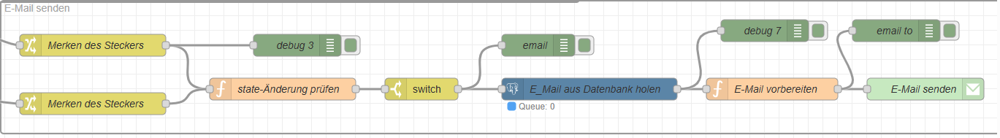 E-Mail senden
debug 7
email to
Merken des Steckers
debug 3
email
state-Änderung prüfen
switch
E_Mail aus Datenbank holen
E-Mail vorbereiten
E-Mail senden
Merken des Steckers
Queue: 0